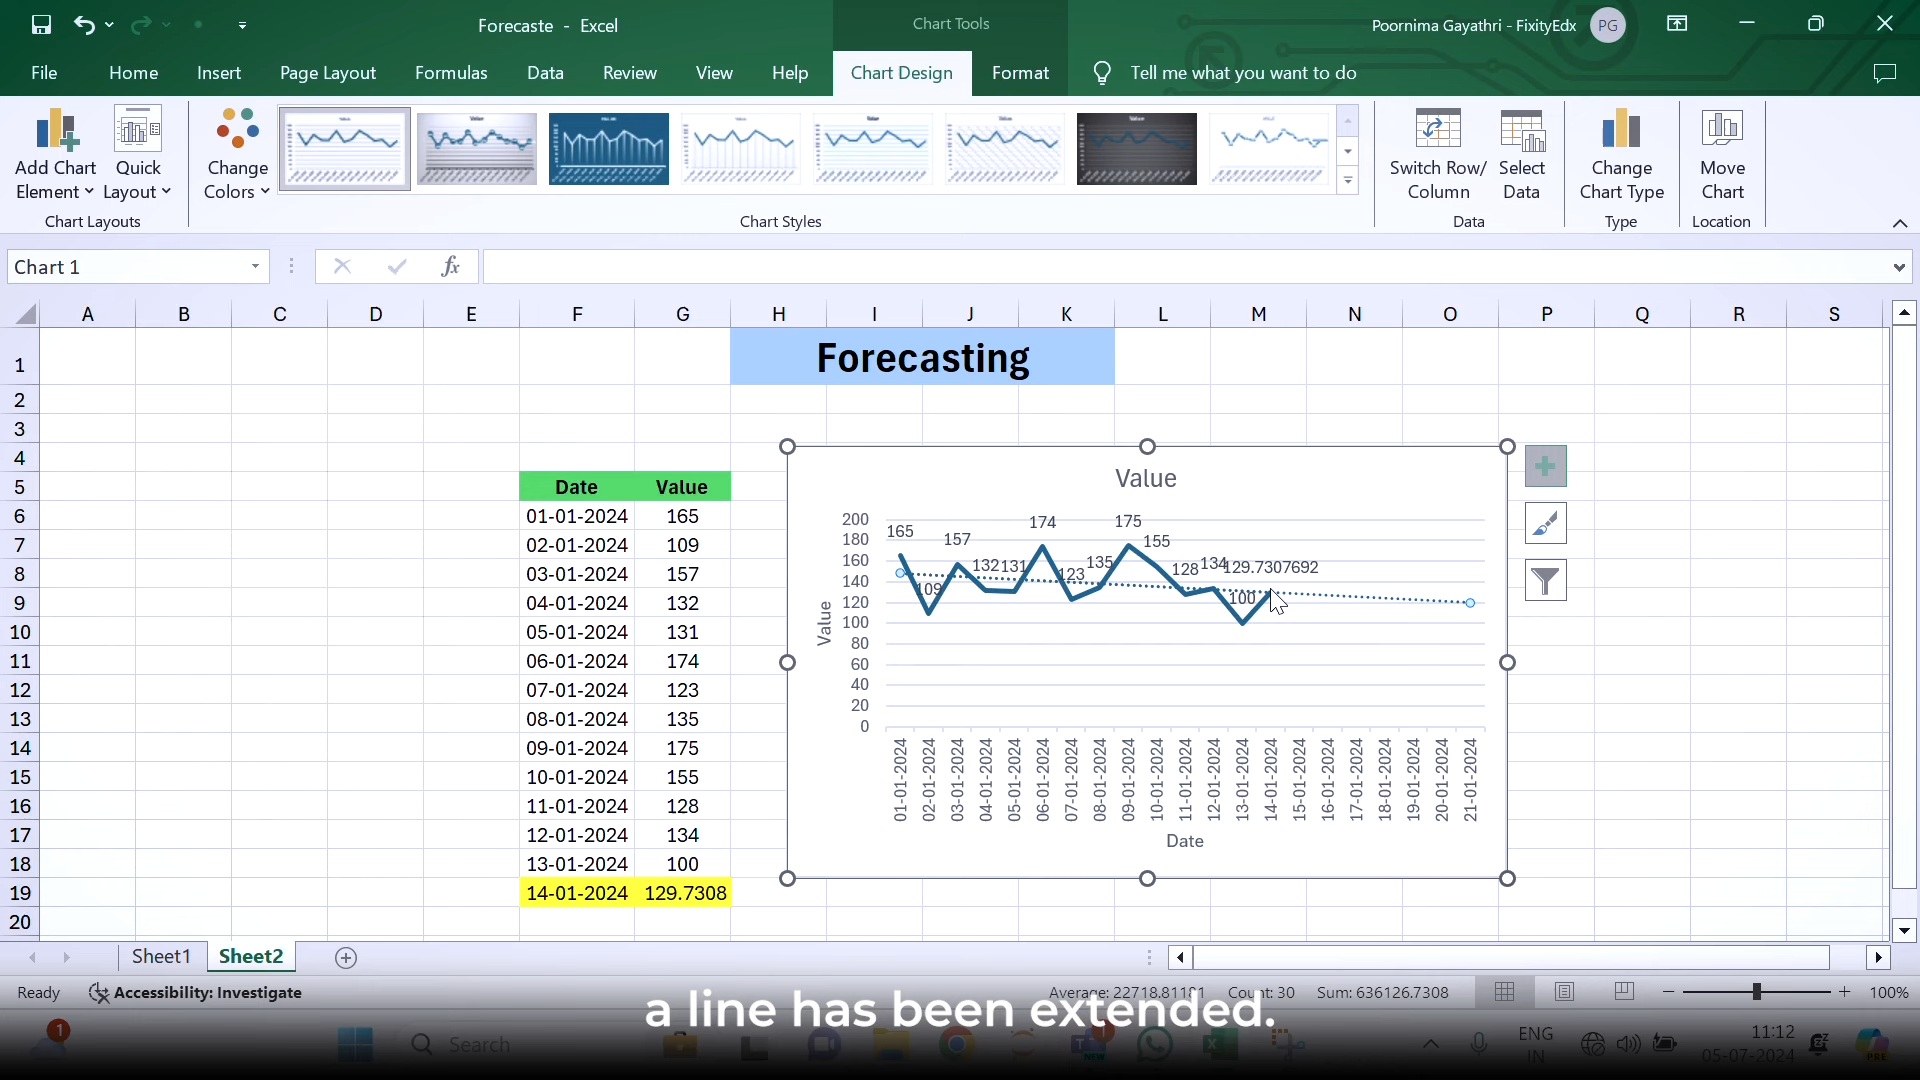 Forecaste - Excel
Chart Tools
Poornima Gayathri - FixityEdx
PG
File
Home
Insert
Page Layout
Formulas
Data
Review
View
Help
Chart Design
Format
Tell me what you want to do
Add Chart Element
Quick Layout
Chart Layouts
Change Colors
Chart Styles
Switch Row/ Column
Select Data
Data
Change Chart Type
Type
Move Chart
Location
Chart 1
fx
A B C D E F G H I J K L M N O P Q R S
1
Forecasting
2
3
4
5 Date Value
6 01-01-2024 165
7 02-01-2024 109
8 03-01-2024 157
9 04-01-2024 132
10 05-01-2024 131
11 06-01-2024 174
12 07-01-2024 123
13 08-01-2024 135
14 09-01-2024 175
15 10-01-2024 155
16 11-01-2024 128
17 12-01-2024 134
18 13-01-2024 100
19 14-01-2024 129.7308
20
Value
200
180
160
140
120
100
80
60
40
20
0
Value
165
109
157
132
131
174
123
135
175
155
128
134
100
129.7307692
01-01-2024
02-01-2024
03-01-2024
04-01-2024
05-01-2024
06-01-2024
07-01-2024
08-01-2024
09-01-2024
10-01-2024
11-01-2024
12-01-2024
13-01-2024
14-01-2024
15-01-2024
16-01-2024
17-01-2024
18-01-2024
19-01-2024
20-01-2024
21-01-2024
Date
Sheet1
Sheet2
Ready
Accessibility: Investigate
Count: 30
Sum: 636126.7308
100%
a line has been extended.
1
Search
1
NEW
ENG
IN
11:12
05-07-2024
PRE